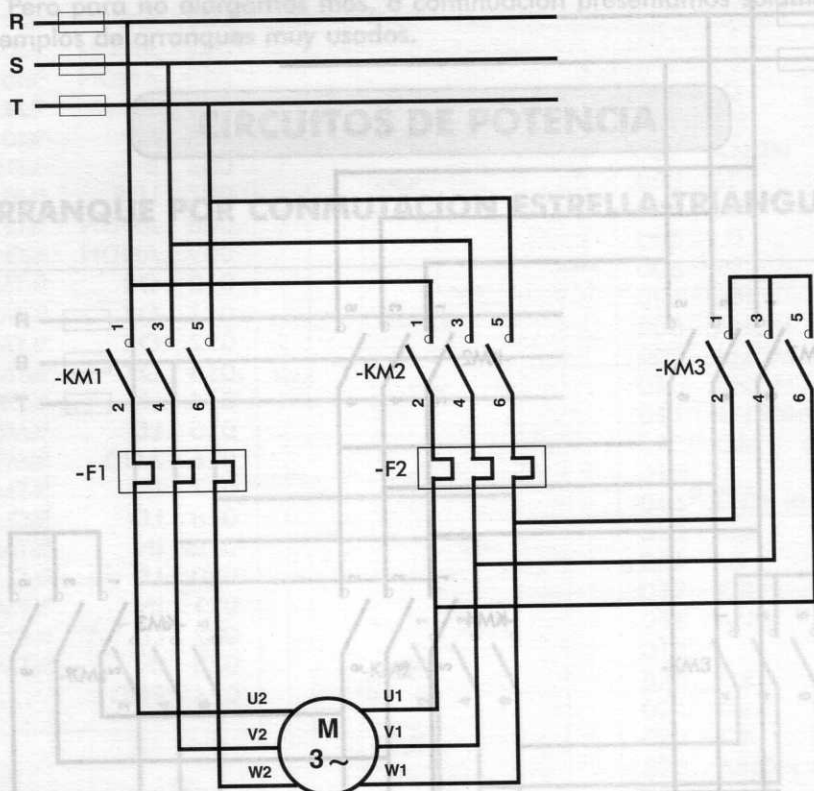 Pero para no alargarnos más, a continuación presentamos
emplos de arranques muy usados.
R
S
T
CIRCUITOS DE POTENCIA
RRANQUE POR CONMUTACION ESTRELLA-TRIANGU
1 3 5
-KM1
2 4 6
1 3 5
-KM2
2 4 6
1 3 5
-KM3
2 4 6
-F1
-F2
U2
V2
W2
M
3 ~
U1
V1
W1